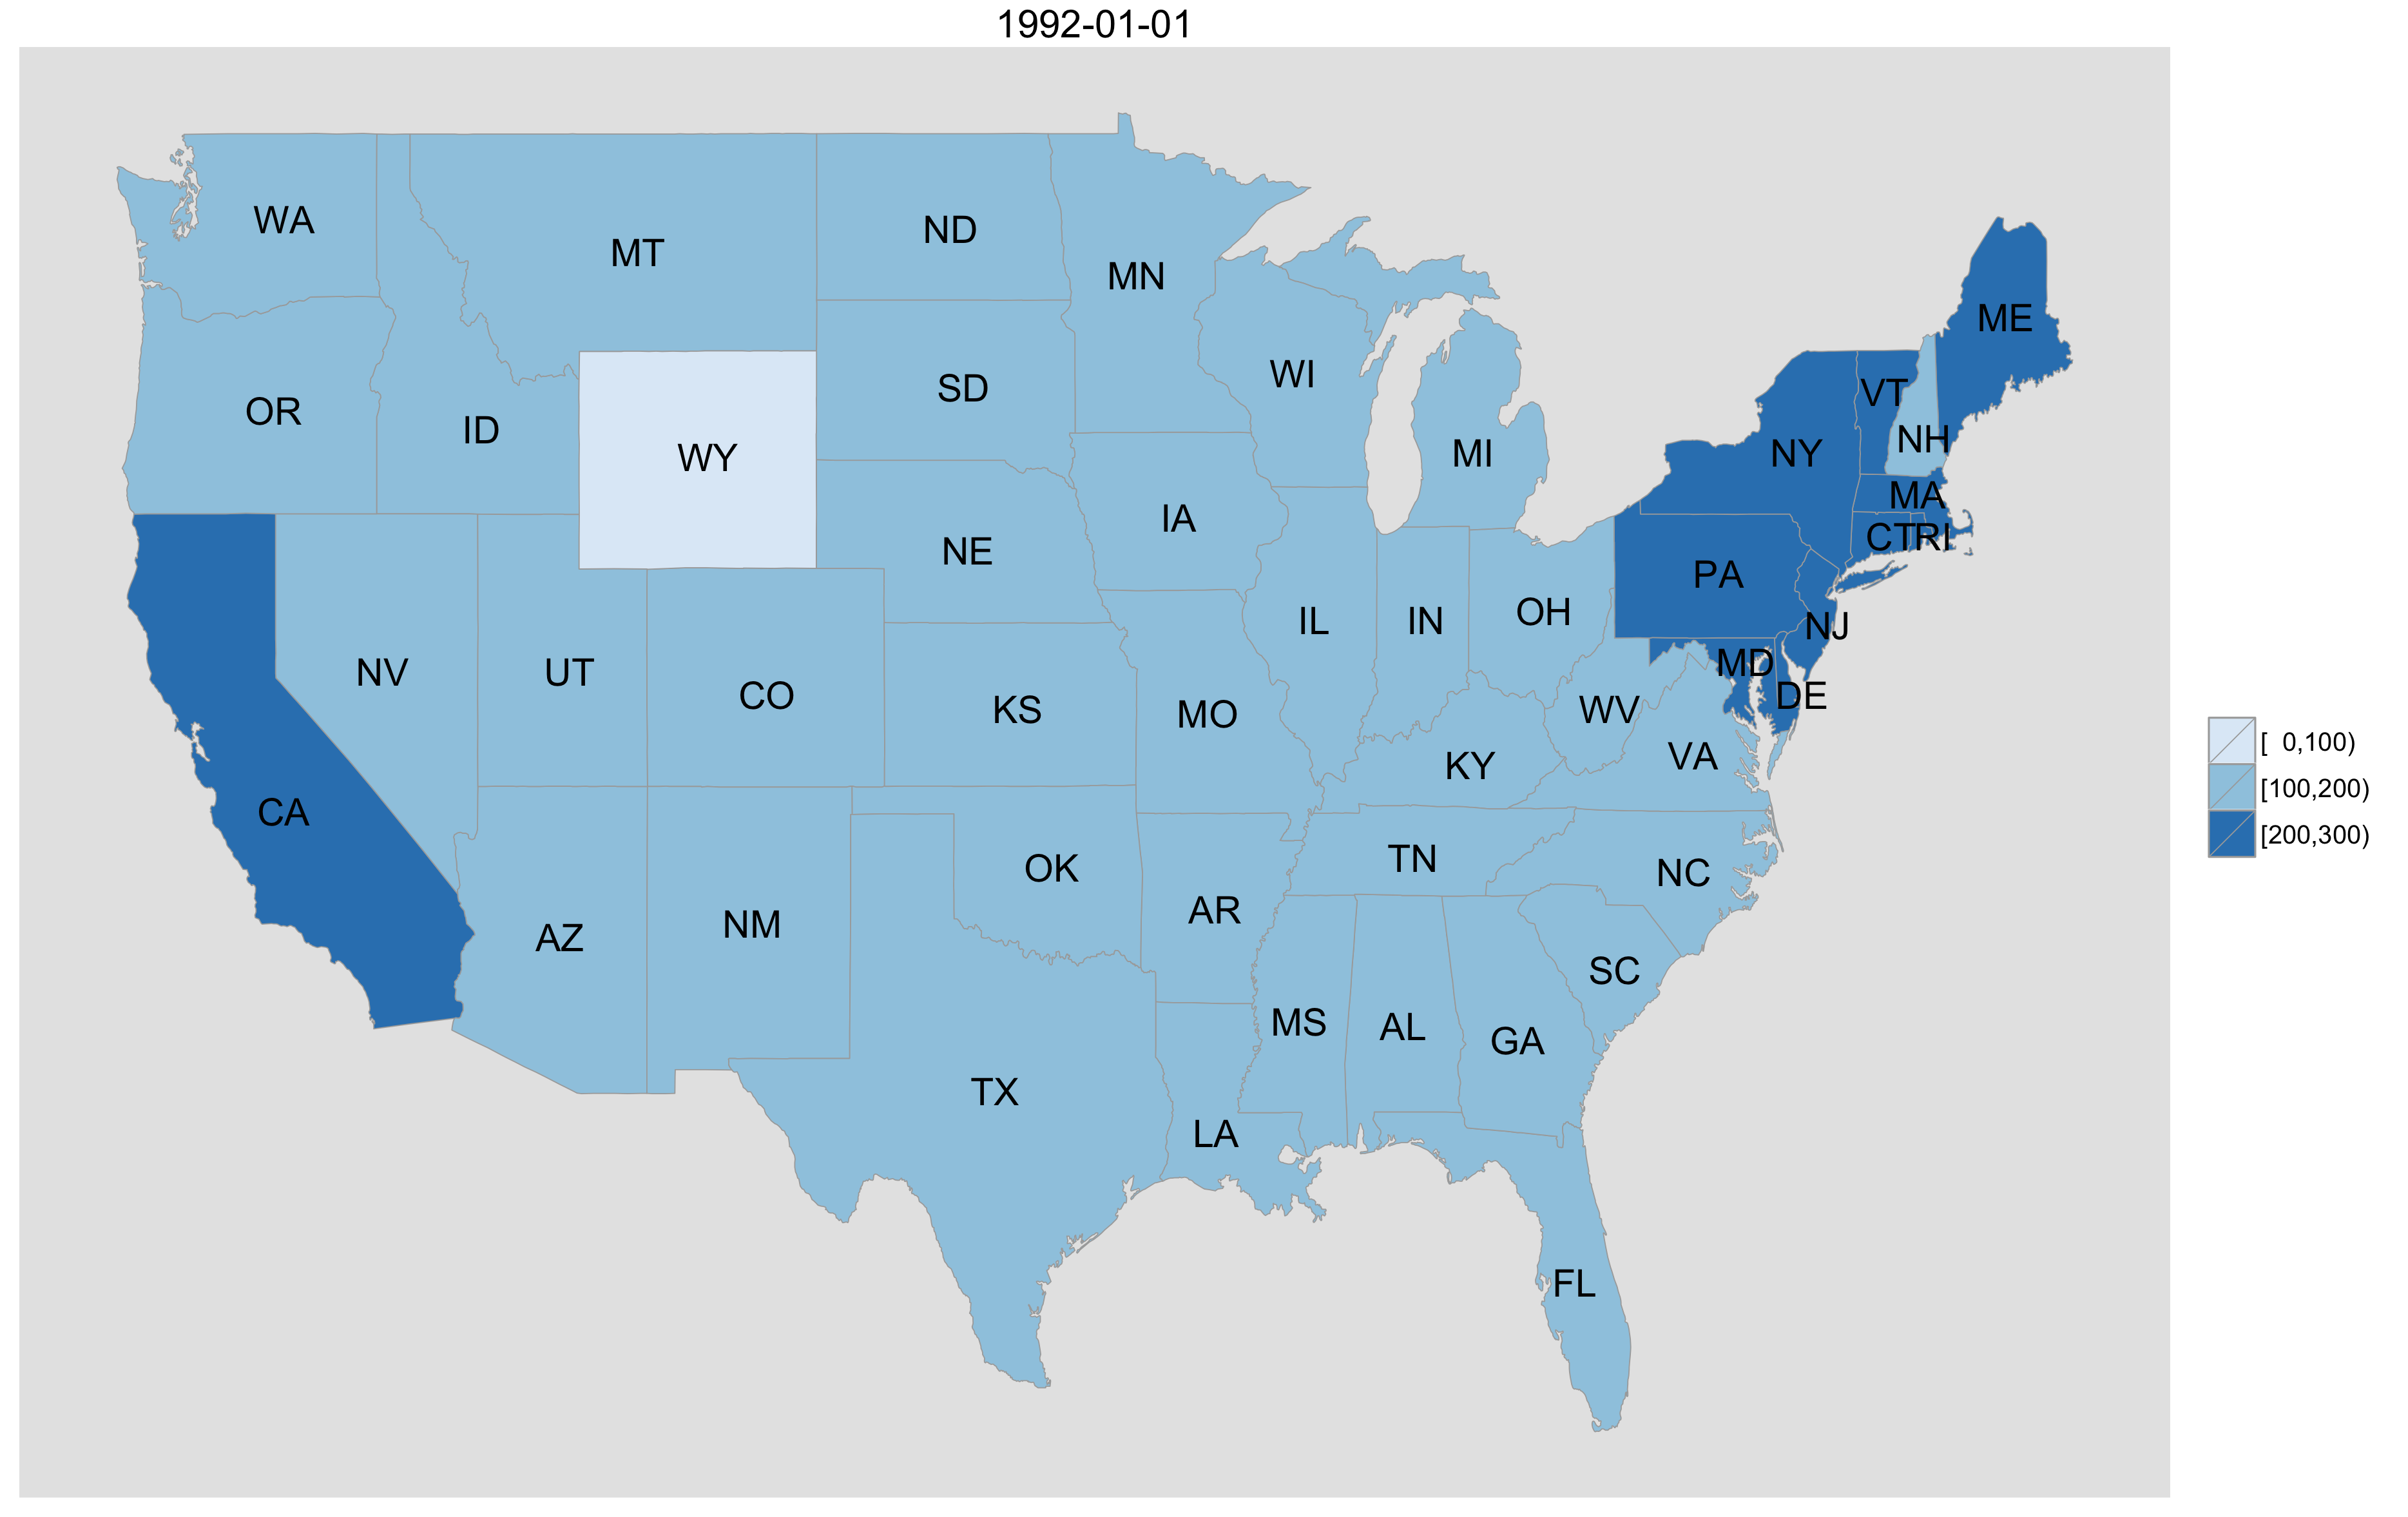 1992-01-01
WA
MT
ND
MN
ME
OR
ID
WY
SD
WI
MI
NY
VT
NH
MA
CT
RI
IA
NE
PA
NJ
IL
IN
OH
MD
DE
NV
UT
CO
KS
MO
WV
VA
KY
CA
OK
TN
NC
AZ
NM
AR
SC
MS
AL
GA
TX
LA
FL
[ 0,100)
[100,200)
[200,300)